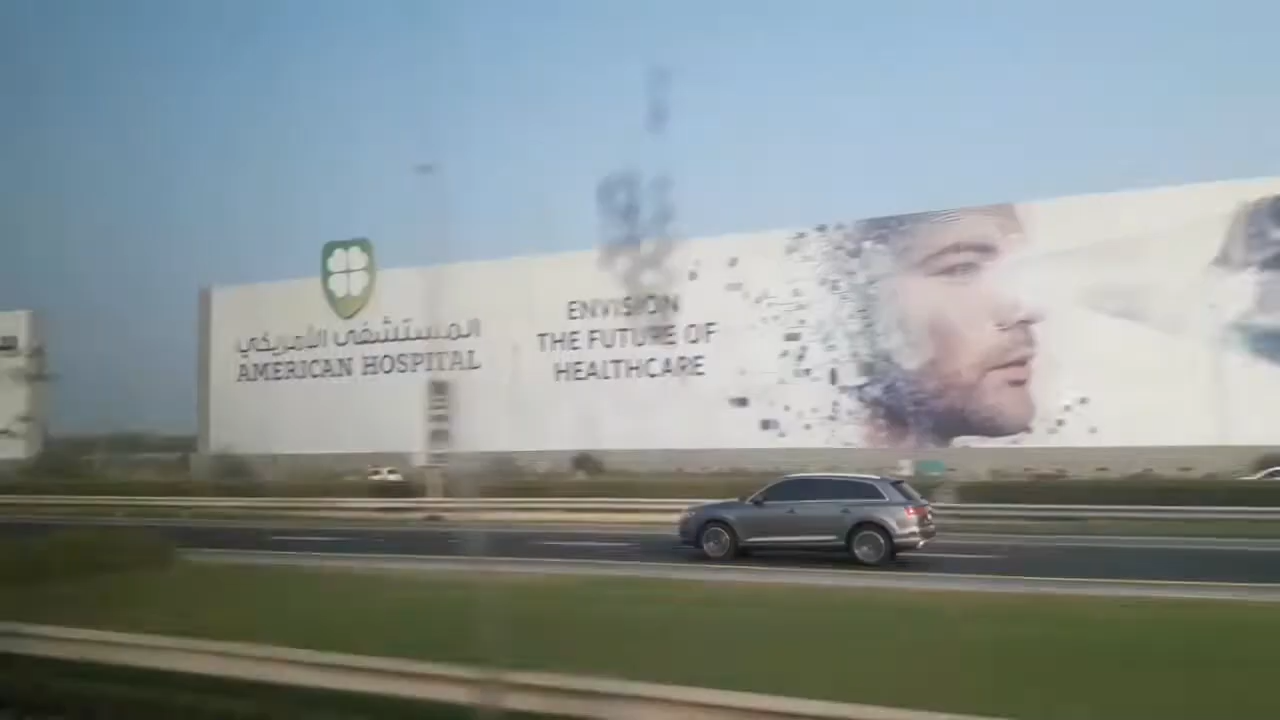 المستشفى الأمريكي
AMERICAN HOSPITAL
ENVISION
THE FUTURE OF
HEALTHCARE